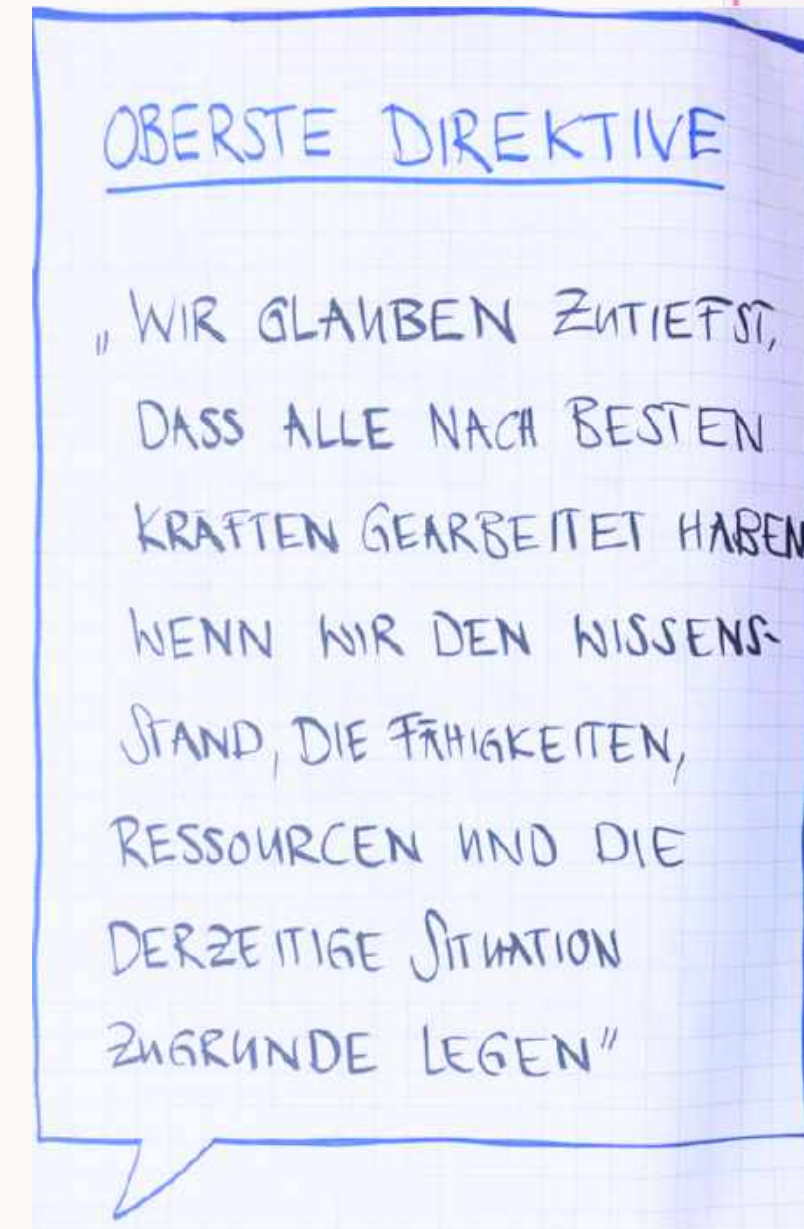 OBERSTE DIREKTIVE
„WIR GLAUBEN ZUTIEFST,
DASS ALLE NACH BESTEN
KRÄFTEN GEARBEITET HABEN
WENN WIR DEN WISSENS-
STAND, DIE FÄHIGKEITEN,
RESSOURCEN UND DIE
DERZEITIGE SITUATION
ZUGRUNDE LEGEN"